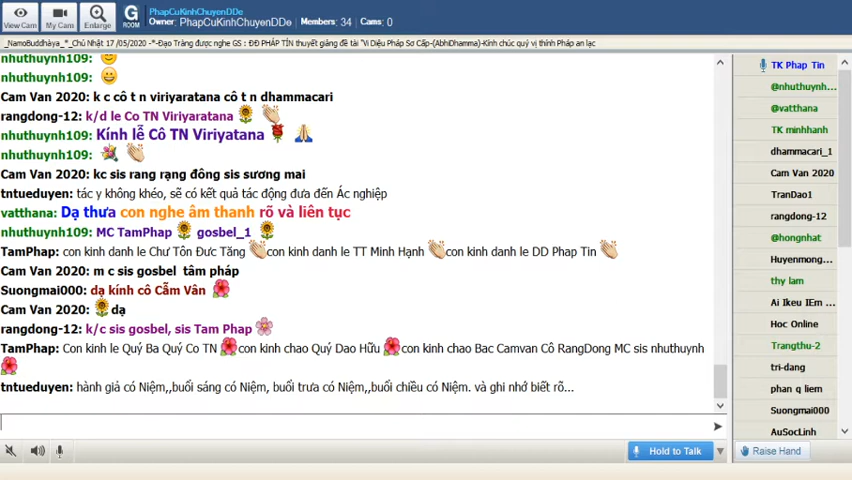 View Cam
My Cam
Enlarge
G
ROOM
PhapCuKinhChuyenDDe
Owner: PhapCuKinhChuyenDDe Members: 34 Cams: 0
_NamoBuddhàya_*_Chủ Nhật 17 /05/2020 -*-Đạo Tràng được nghe GS : ĐĐ PHÁP TÍN thuyết giảng đề tài "Vi Diệu Pháp Sơ Cấp-(AbhiDhamma)-Kính chúc quý vị thính Pháp an lạc
nhuthuynh109:
nhuthuynh109:
Cam Van 2020: k c cô t n viriyaratana cô t n dhammacari
rangdong-12: k/d le Co TN Viriyaratana
nhuthuynh109: Kính lễ Cô TN Viriyatana
nhuthuynh109:
Cam Van 2020: kc sis rang rạng đông sis sương mai
tntueduyen: tác y không khéo, sẽ có kết quả tác động đưa đến Ác nghiệp
vatthana: Dạ thưa con nghe âm thanh rõ và liên tục
nhuthuynh109: MC TamPhap gosbel_1
TamPhap: con kinh danh le Chư Tôn Đưc Tăng con kinh danh le TT Minh Hạnh con kinh danh le DD Phap Tin
Cam Van 2020: m c sis gosbel tâm pháp
Suongmai000: dạ kính cô Cẩm Vân
Cam Van 2020: dạ
rangdong-12: k/c sis gosbel, sis Tam Phap
TamPhap: Con kinh le Quý Ba Quý Co TN con kinh chao Quý Dao Hữu con kinh chao Bac Camvan Cô RangDong MC sis nhuthuynh
tntueduyen: hành giả có Niệm,,buổi sáng có Niệm, buổi trưa có Niệm,,buổi chiều có Niệm. và ghi nhớ biết rõ...
Hold to Talk
TK Phap Tin
@nhuthuynh...
@vatthana
TK minhhanh
dhammacari_1
Cam Van 2020
TranDao1
rangdong-12
@hongnhat
Huyenmong...
thy lam
Ai Ikeu IEm ...
Hoc Online
Trangthu-2
tri-dang
phan q liem
Suongmai000
AuSocLinh
Raise Hand